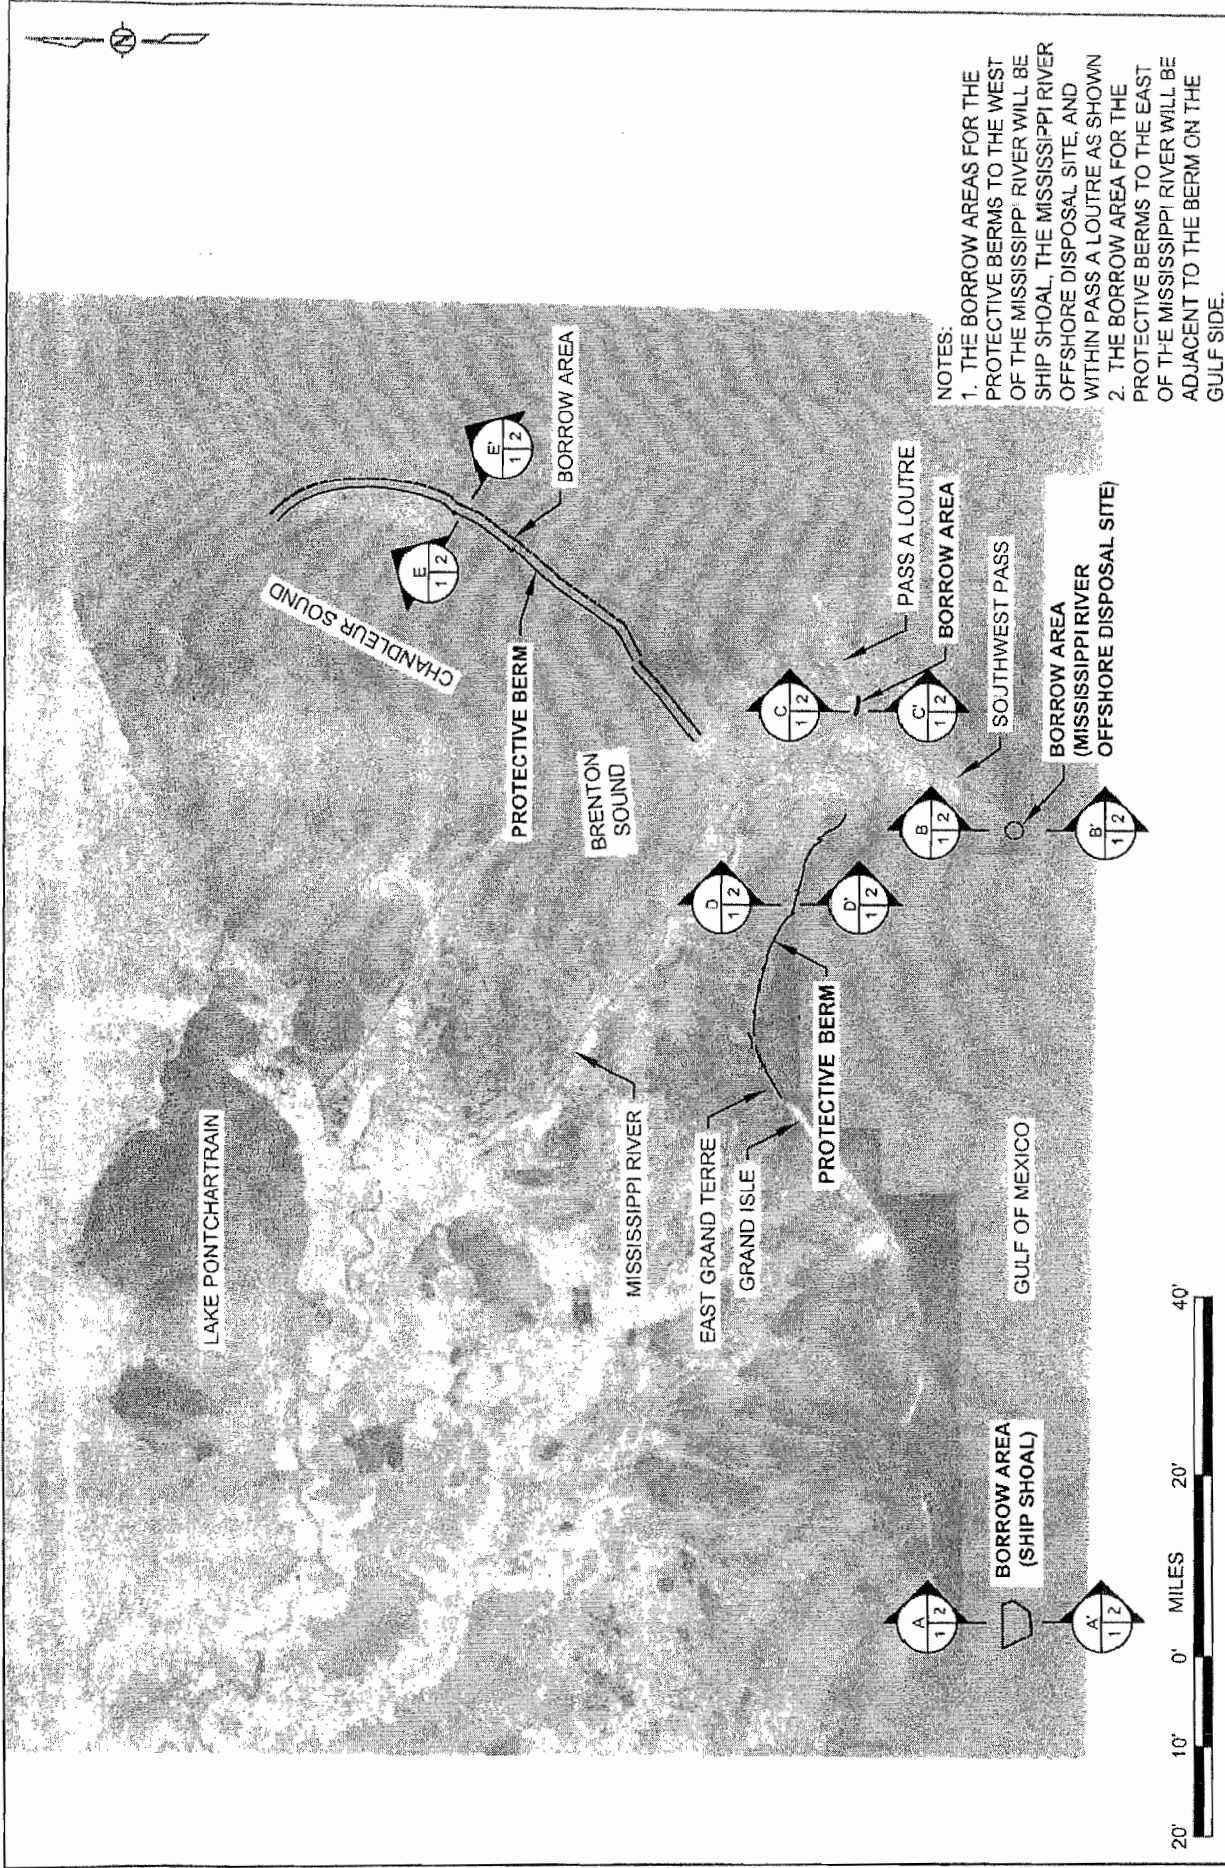 N
LAKE PONTCHARTRAIN
CHANDLEUR SOUND
E
1 2
E'
1 2
BORROW AREA
PROTECTIVE BERM
BRENTON
SOUND
MISSISSIPPI RIVER
EAST GRAND TERRE
GRAND ISLE
PROTECTIVE BERM
D
1 2
D'
1 2
C
1 2
C'
1 2
PASS A LOUTRE
BORROW AREA
SOUTHWEST PASS
B
1 2
B'
1 2
BORROW AREA
(MISSISSIPPI RIVER
OFFSHORE DISPOSAL SITE)
GULF OF MEXICO
A
1 2
A'
1 2
BORROW AREA
(SHIP SHOAL)
NOTES:
1. THE BORROW AREAS FOR THE
PROTECTIVE BERMS TO THE WEST
OF THE MISSISSIPPI RIVER WILL BE
SHIP SHOAL, THE MISSISSIPPI RIVER
OFFSHORE DISPOSAL SITE, AND
WITHIN PASS A LOUTRE AS SHOWN
2. THE BORROW AREA FOR THE
PROTECTIVE BERMS TO THE EAST
OF THE MISSISSIPPI RIVER WILL BE
ADJACENT TO THE BERM ON THE
GULF SIDE.
20' 10' 0' MILES 20' 40'